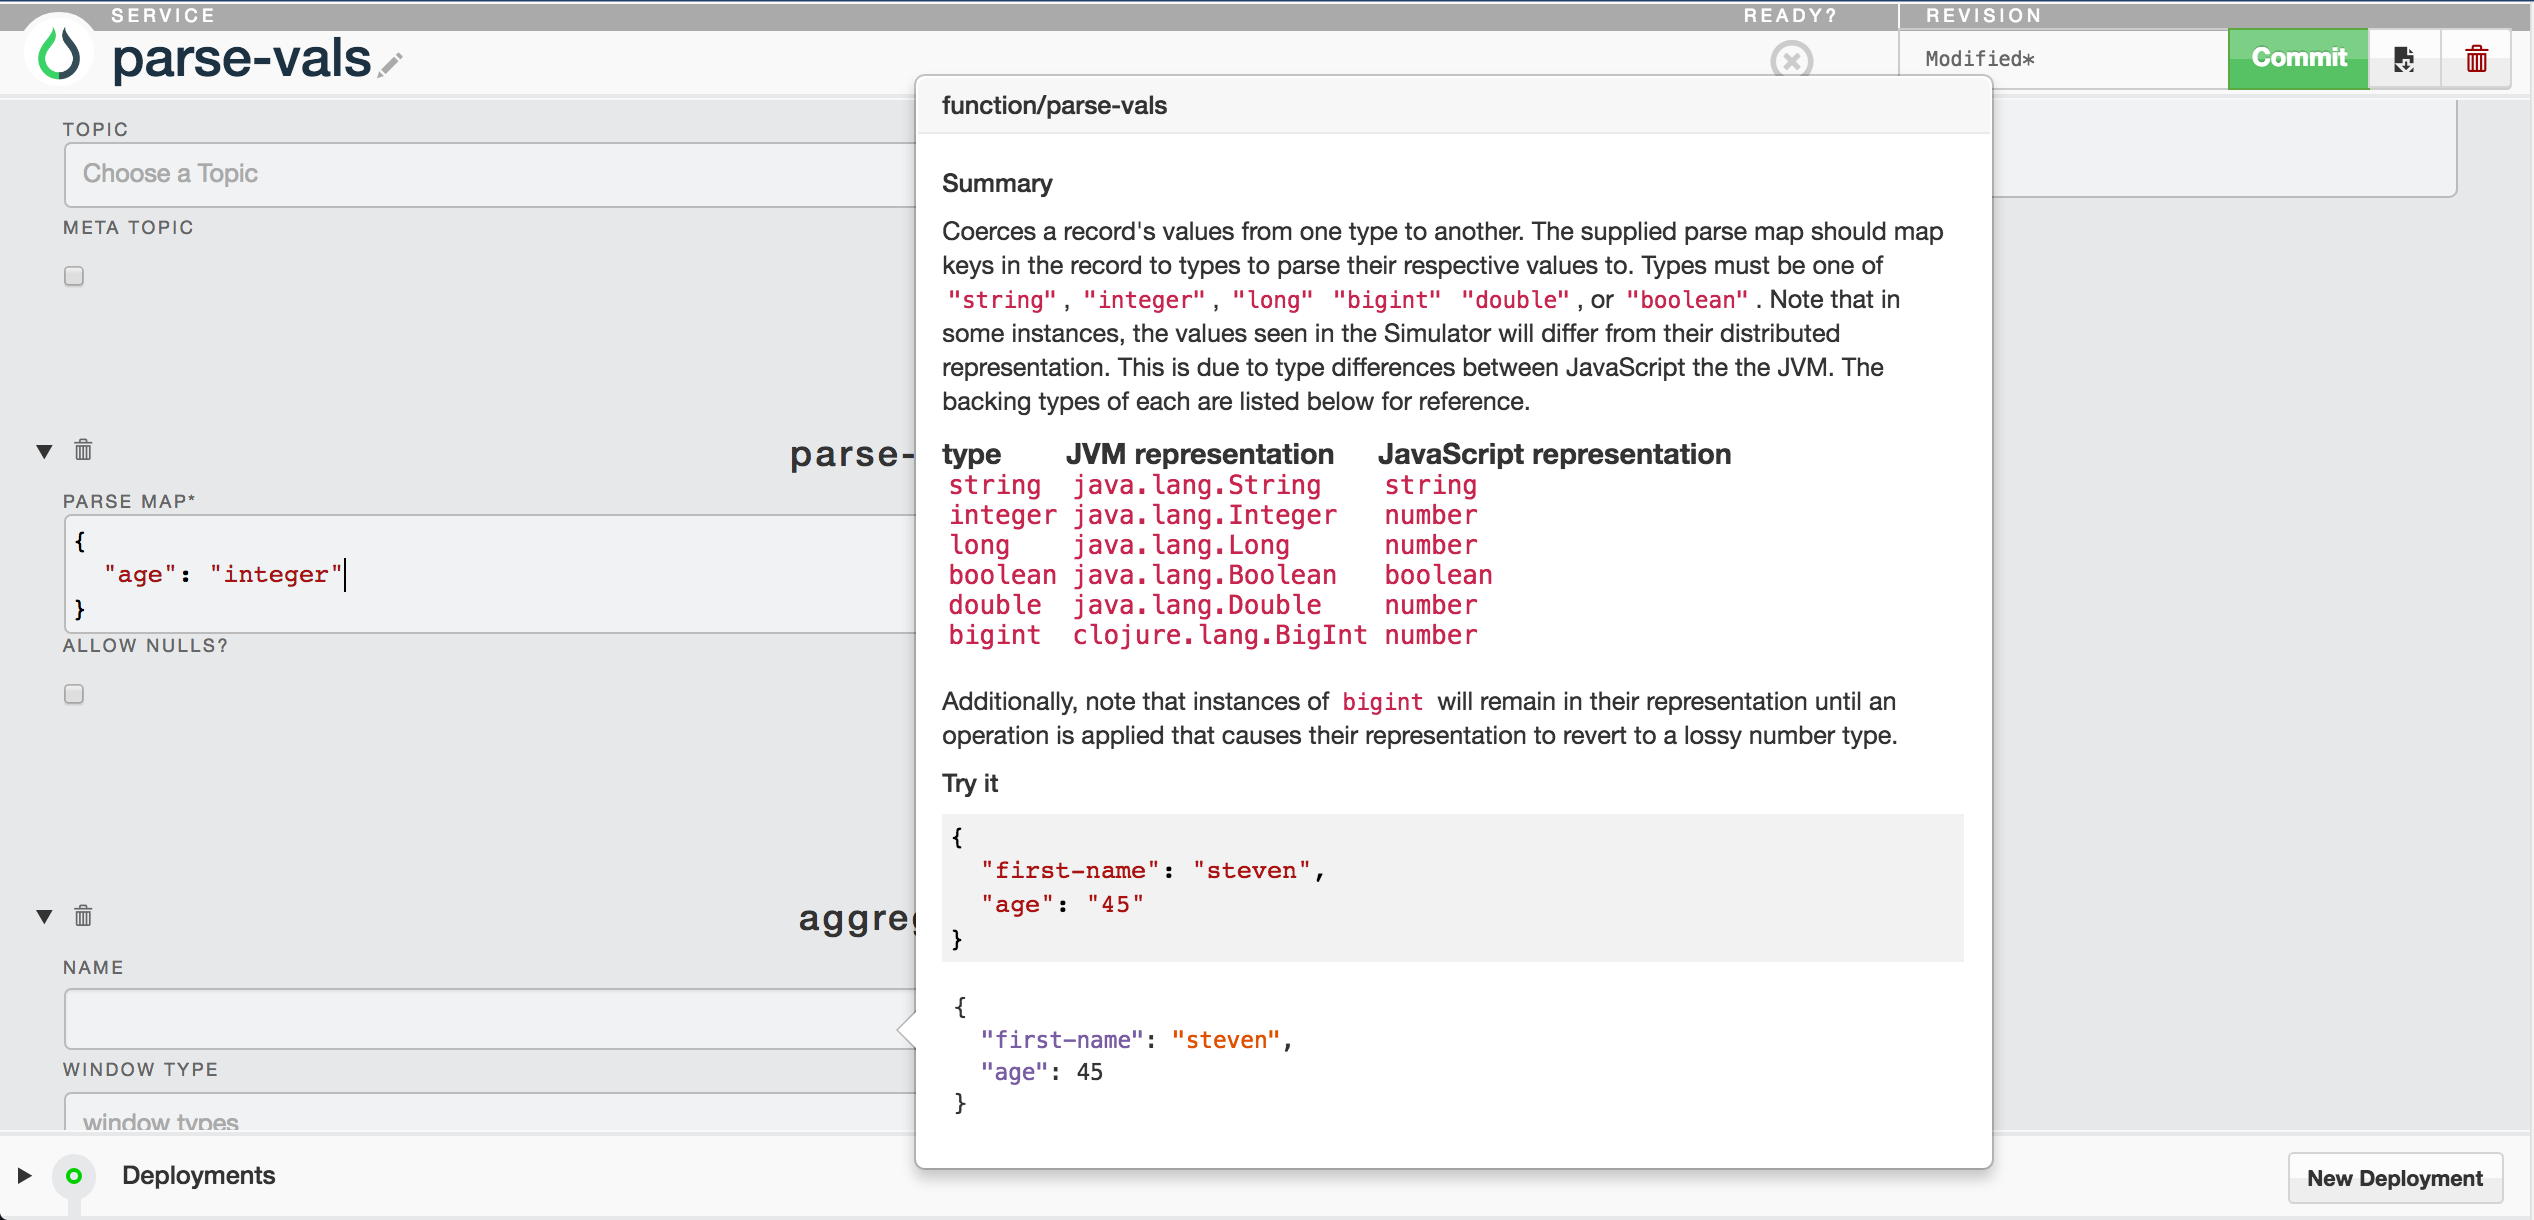 SERVICE
READY?
REVISION
parse-vals
Modified*
Commit
TOPIC
Choose a Topic
META TOPIC
parse-
PARSE MAP*
{
"age": "integer"
}
ALLOW NULLS?
NAME
WINDOW TYPE
window types
function/parse-vals
Summary
Coerces a record's values from one type to another. The supplied parse map should map
keys in the record to types to parse their respective values to. Types must be one of
"string", "integer", "long" "bigint" "double", or "boolean". Note that in
some instances, the values seen in the Simulator will differ from their distributed
representation. This is due to type differences between JavaScript the the JVM. The
backing types of each are listed below for reference.
type JVM representation JavaScript representation
string java.lang.String string
integer java.lang.Integer number
long java.lang.Long number
boolean java.lang.Boolean boolean
double java.lang.Double number
bigint clojure.lang.BigInt number
Additionally, note that instances of bigint will remain in their representation until an
operation is applied that causes their representation to revert to a lossy number type.
Try it
{
"first-name": "steven",
"age": "45"
}
{
"first-name": "steven",
"age": 45
}
Deployments
New Deployment